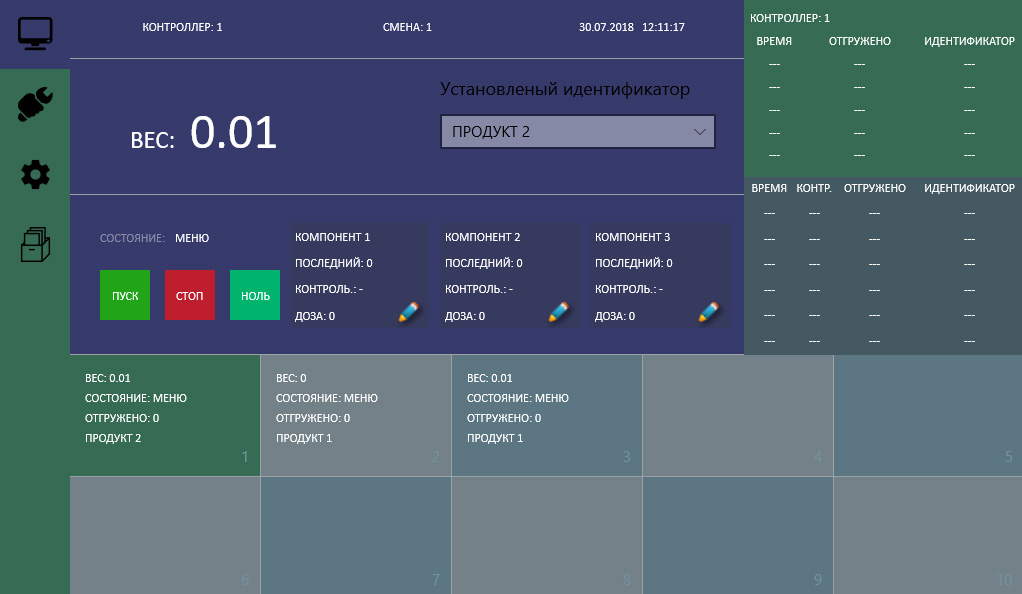 КОНТРОЛЛЕР: 1 СМЕНА: 1 30.07.2018 12:11:17
Установленый идентификатор
ВЕС: 0.01
ПРОДУКТ 2
СОСТОЯНИЕ: МЕНЮ
ПУСК СТОП НОЛЬ
КОМПОНЕНТ 1
ПОСЛЕДНИЙ: 0
КОНТРОЛЬ.: -
ДОЗА: 0
КОМПОНЕНТ 2
ПОСЛЕДНИЙ: 0
КОНТРОЛЬ.: -
ДОЗА: 0
КОМПОНЕНТ 3
ПОСЛЕДНИЙ: 0
КОНТРОЛЬ.: -
ДОЗА: 0
КОНТРОЛЛЕР: 1
ВРЕМЯ ОТГРУЖЕНО ИДЕНТИФИКАТОР
--- --- ---
--- --- ---
--- --- ---
--- --- ---
--- --- ---
ВРЕМЯ КОНТР. ОТГРУЖЕНО ИДЕНТИФИКАТОР
--- --- --- ---
--- --- --- ---
--- --- --- ---
--- --- --- ---
--- --- --- ---
--- --- --- ---
ВЕС: 0.01
СОСТОЯНИЕ: МЕНЮ
ОТГРУЖЕНО: 0
ПРОДУКТ 2
1
ВЕС: 0
СОСТОЯНИЕ: МЕНЮ
ОТГРУЖЕНО: 0
ПРОДУКТ 1
2
ВЕС: 0.01
СОСТОЯНИЕ: МЕНЮ
ОТГРУЖЕНО: 0
ПРОДУКТ 1
3
4
5
6
7
8
9
10